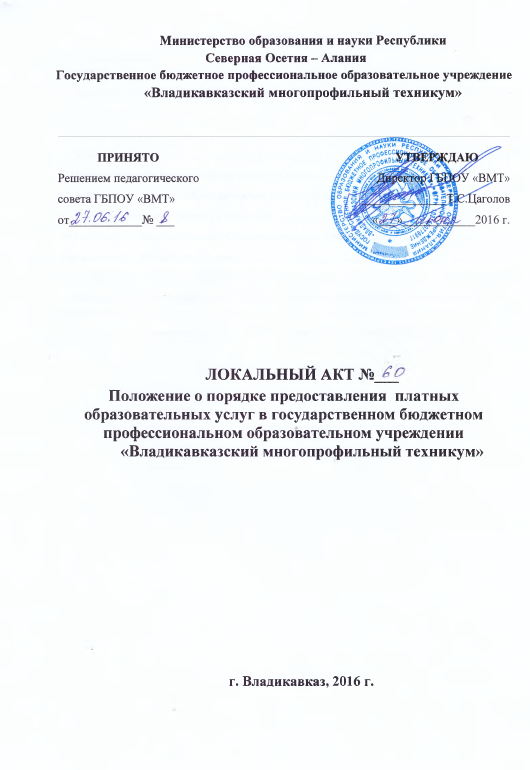 Министерство образования и науки Республики
Северная Осетия – Алания
Государственное бюджетное профессиональное образовательное учреждение
«Владикавказский многопрофильный техникум»
ПРИНЯТО
Решением педагогического
совета ГБПОУ «ВМТ»
от 27.06.16 № 8
УТВЕРЖДАЮ
Директор ГБПОУ «ВМТ»
Т.С.Цаголов
«27» 2016 г.
ЛОКАЛЬНЫЙ АКТ № 60
Положение о порядке предоставления платных
образовательных услуг в государственном бюджетном
профессиональном образовательном учреждении
«Владикавказский многопрофильный техникум»
г. Владикавказ, 2016 г.